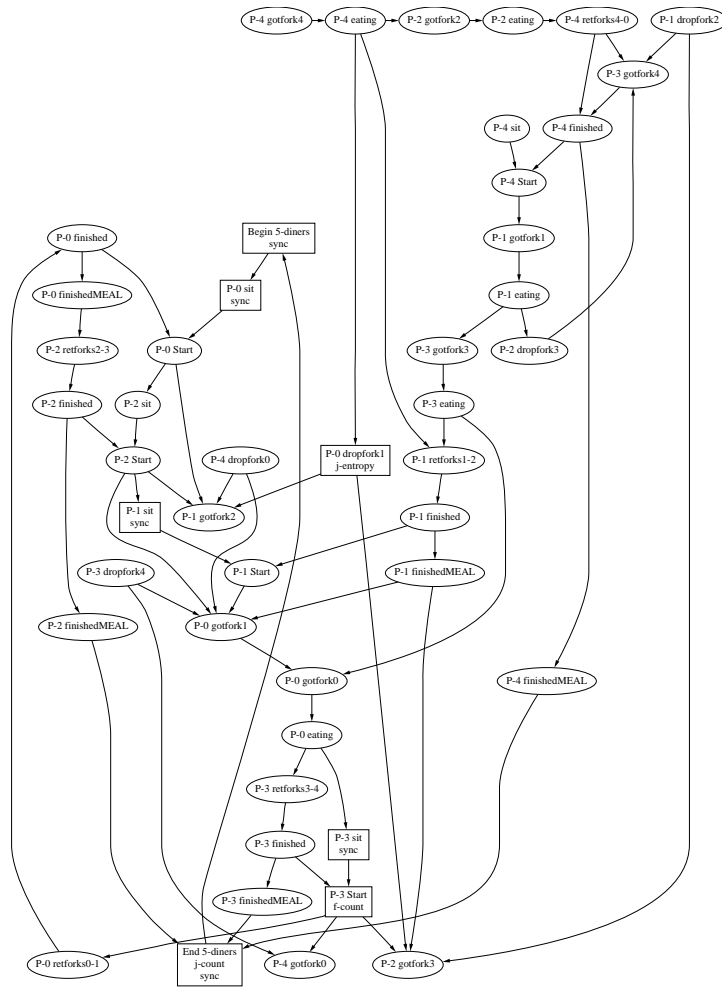 P-4 gotfork4
P-4 eating
P-2 gotfork2
P-2 eating
P-4 retforks4-0
P-1 dropfork2
P-3 gotfork4
P-4 sit
P-4 finished
P-4 Start
P-0 finished
Begin 5-diners
sync
P-1 gotfork1
P-0 finishedMEAL
P-0 sit
sync
P-1 eating
P-2 retforks2-3
P-0 Start
P-3 gotfork3
P-2 dropfork3
P-2 finished
P-2 sit
P-3 eating
P-2 Start
P-4 dropfork0
P-0 dropfork1
j-entropy
P-1 retforks1-2
P-1 sit
sync
P-1 gotfork2
P-1 finished
P-3 dropfork4
P-1 Start
P-1 finishedMEAL
P-2 finishedMEAL
P-0 gotfork1
P-0 gotfork0
P-4 finishedMEAL
P-0 eating
P-3 retforks3-4
P-3 finished
P-3 sit
sync
P-3 finishedMEAL
P-3 Start
f-count
P-0 retforks0-1
End 5-diners
j-count
sync
P-4 gotfork0
P-2 gotfork3